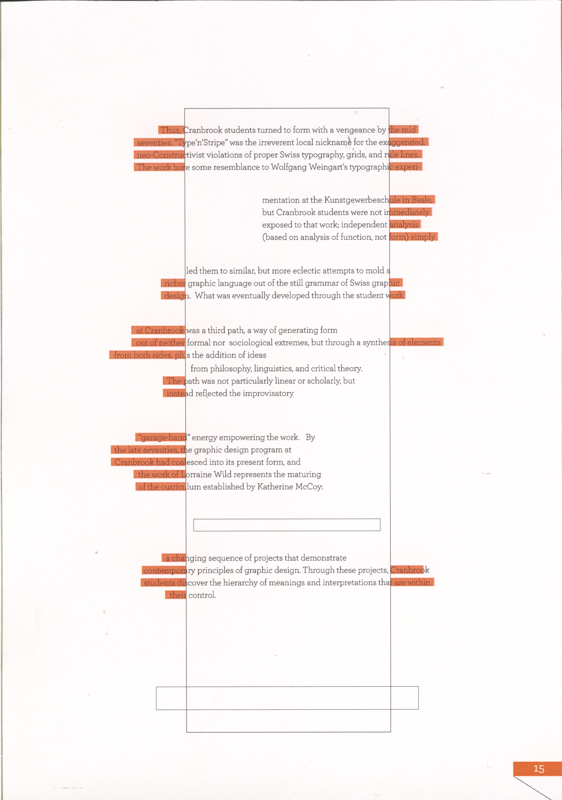 Thus, Cranbrook students turned to form with a vengeance by the mid
seventies. "Type'n'Stripe" was the irreverent local nickname for the exaggerated,
neo-Constructivist violations of proper Swiss typography, grids, and rule lines.
The work bore some resemblance to Wolfgang Weingart's typographic experi-
mentation at the Kunstgewerbeschule in Basle,
but Cranbrook students were not immediately
exposed to that work; independent analysis
(based on analysis of function, not form) simply
led them to similar, but more eclectic attempts to mold a
richer graphic language out of the still grammar of Swiss graphic
design. What was eventually developed through the student work
at Cranbrook was a third path, a way of generating form
out of neither formal nor sociological extremes, but through a synthesis of elements
from both sides, plus the addition of ideas
from philosophy, linguistics, and critical theory.
The path was not particularly linear or scholarly, but
instead reflected the improvisatory
"garage-band" energy empowering the work. By
the late seventies, the graphic design program at
Cranbrook had coalesced into its present form, and
the work of Lorraine Wild represents the maturing
of the curriculum established by Katherine McCoy:
a changing sequence of projects that demonstrate
contemporary principles of graphic design. Through these projects, Cranbrook
students discover the hierarchy of meanings and interpretations that are within
their control.
15